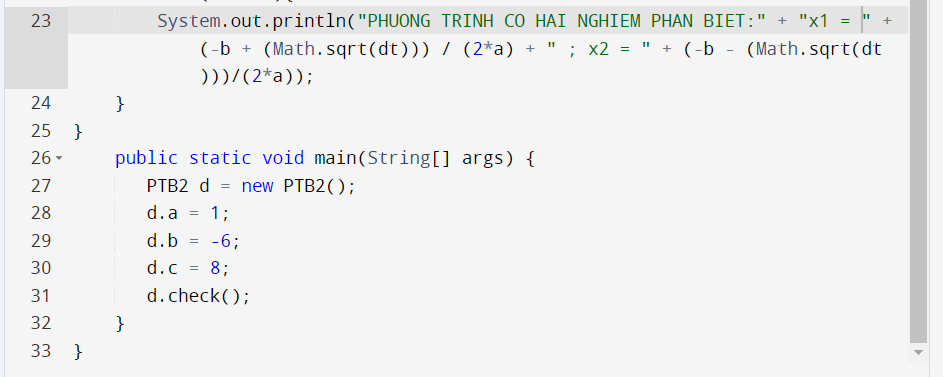 23 System.out.println("PHUONG TRINH CO HAI NGHIEM PHAN BIET:" + "x1 = " +
(-b + (Math.sqrt(dt))) / (2*a) + " ; x2 = " + (-b - (Math.sqrt(dt
)))/(2*a));
24 }
25 }
26 public static void main(String[] args) {
27 PTB2 d = new PTB2();
28 d.a = 1;
29 d.b = -6;
30 d.c = 8;
31 d.check();
32 }
33 }